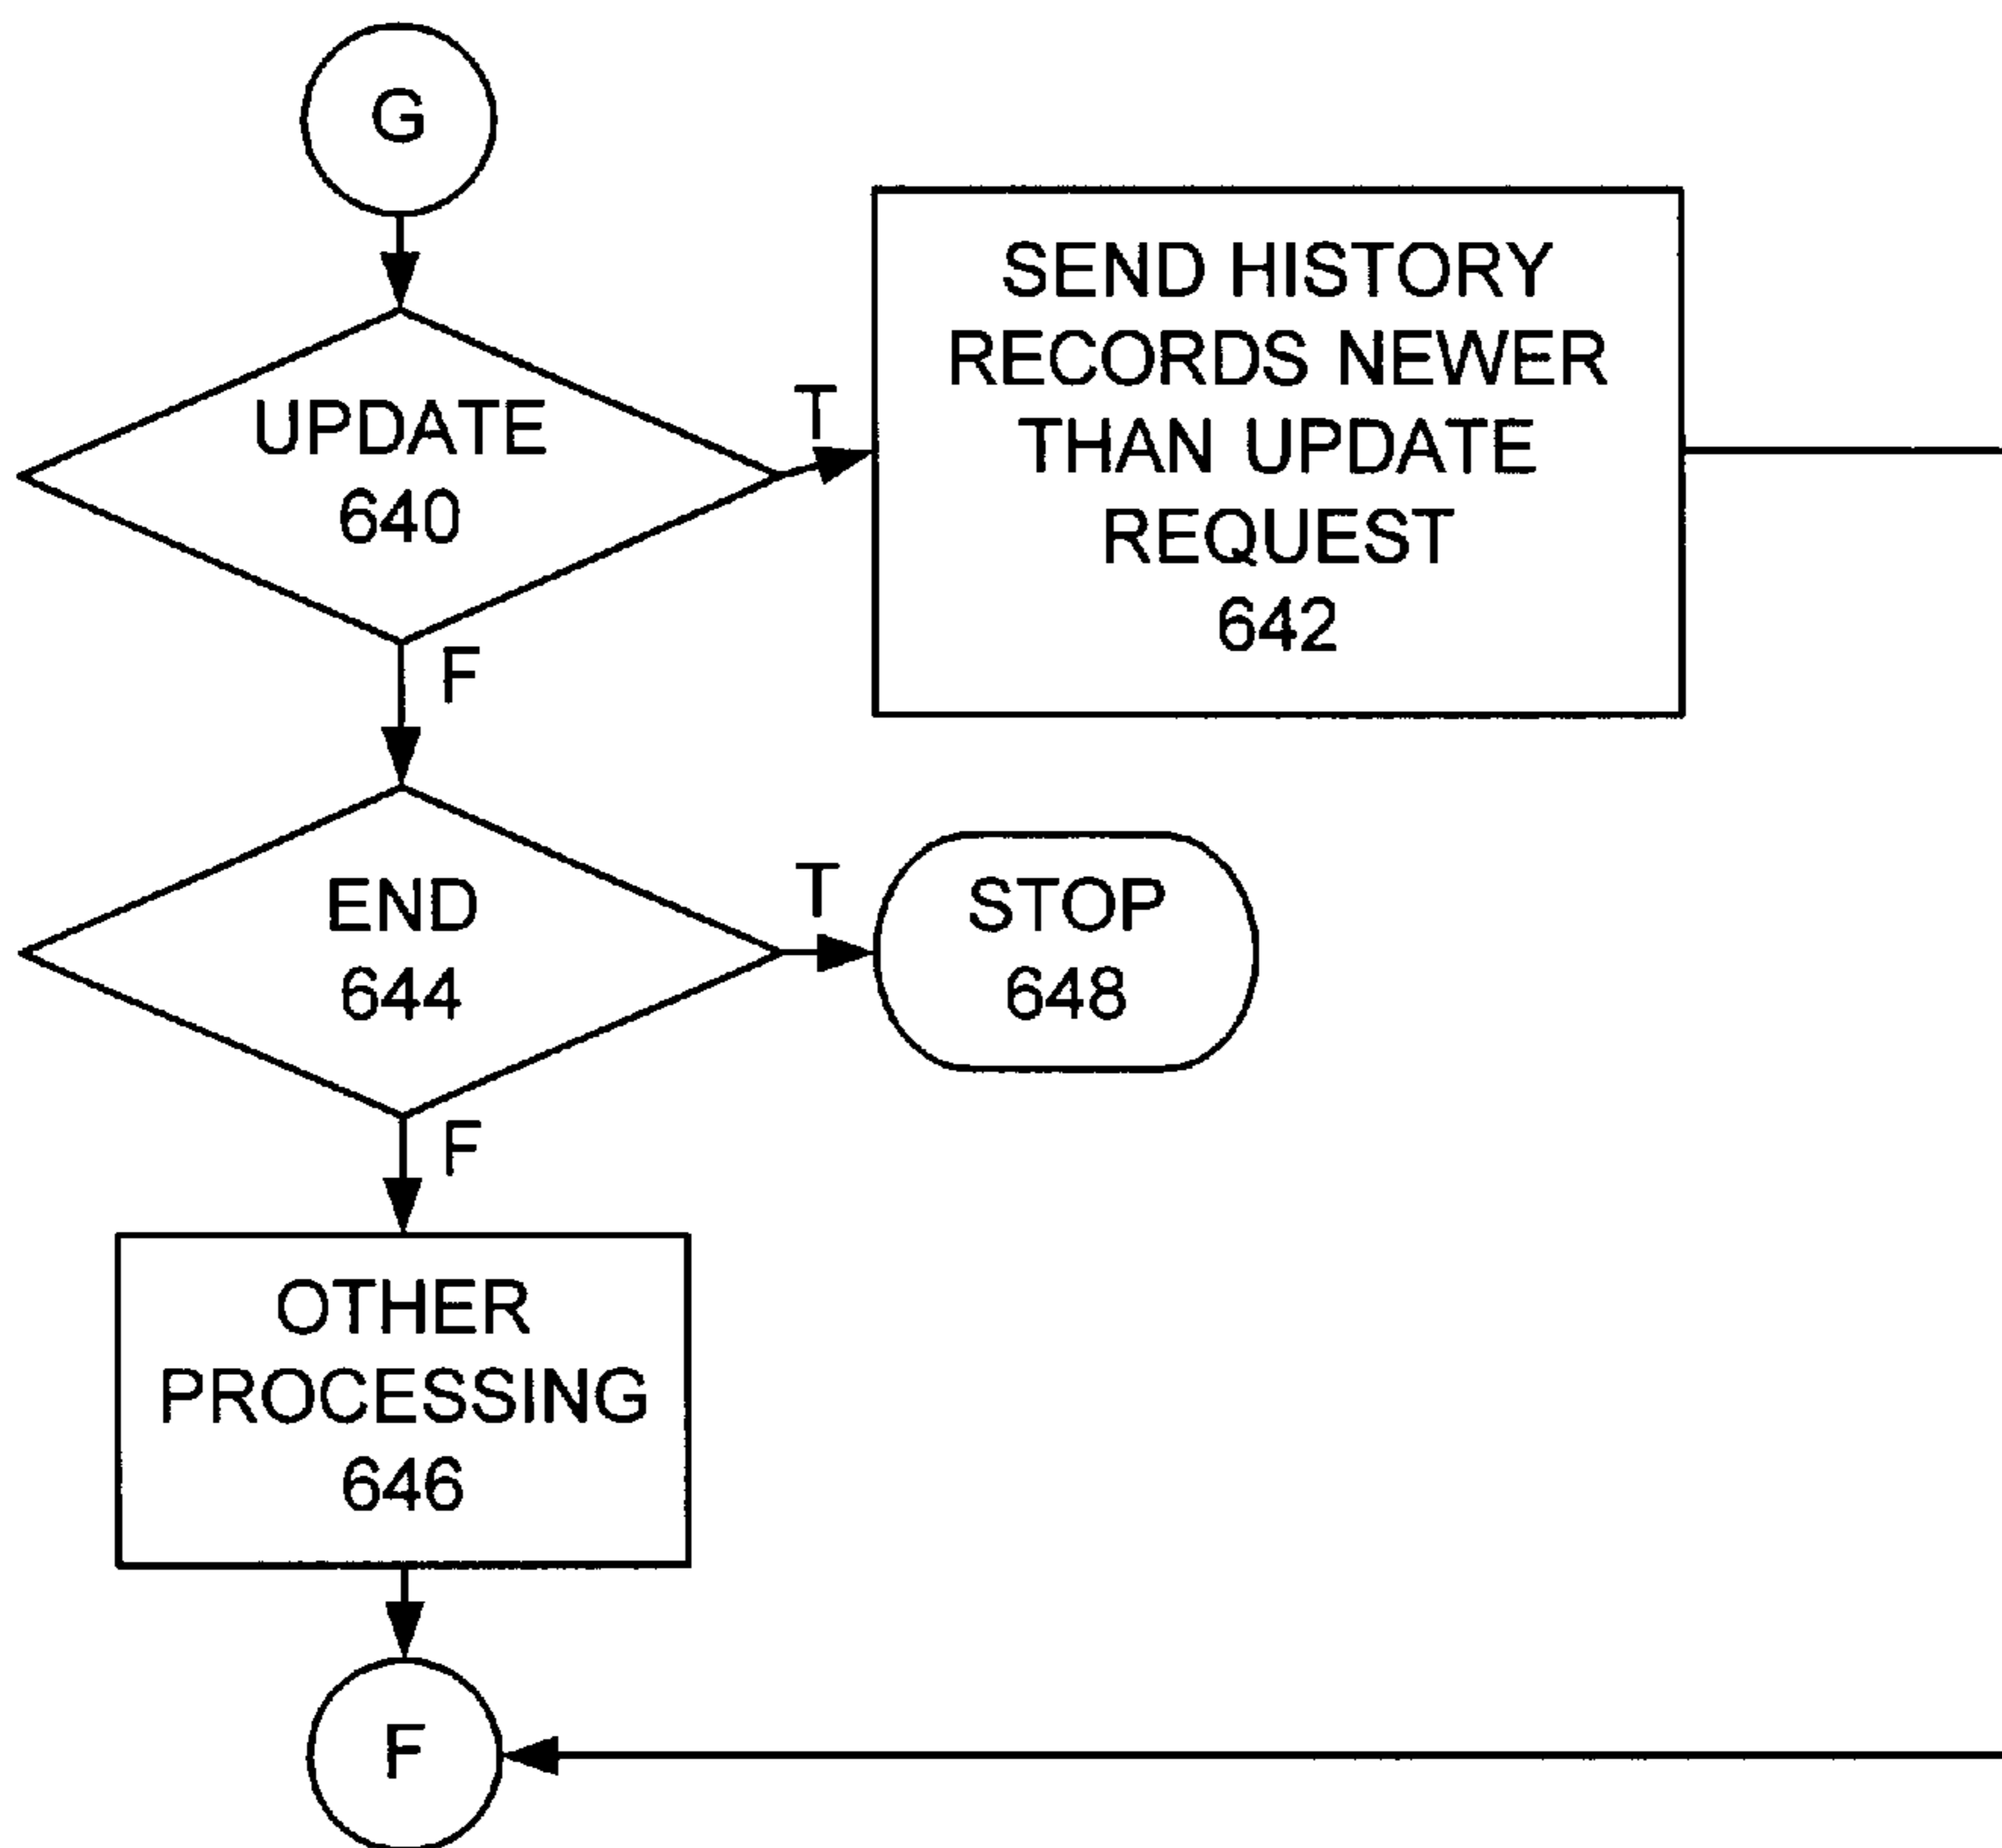 G
UPDATE
640
T
SEND HISTORY
RECORDS NEWER
THAN UPDATE
REQUEST
642
F
END
644
T
STOP
648
F
OTHER
PROCESSING
646
F